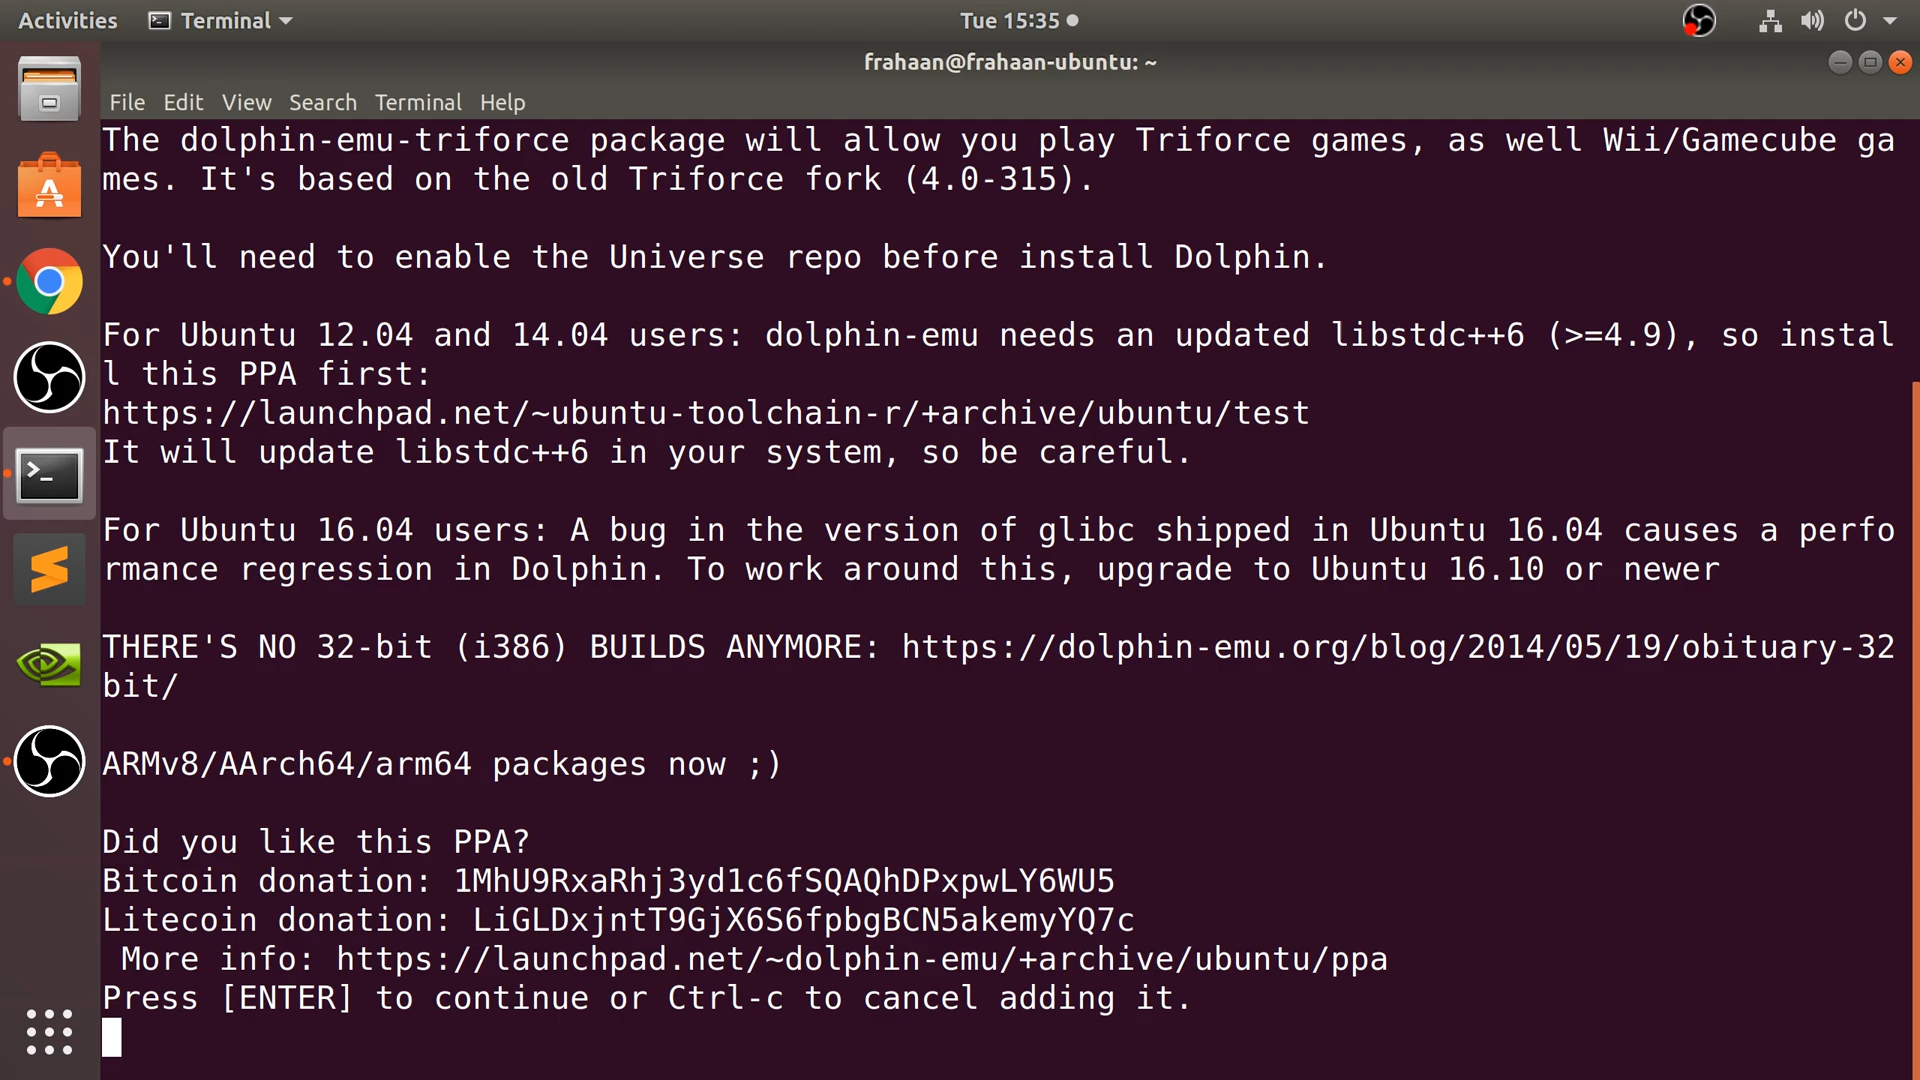 Activities Terminal Tue 15:35
frahaan@frahaan-ubuntu: ~
File Edit View Search Terminal Help
The dolphin-emu-triforce package will allow you play Triforce games, as well Wii/Gamecube ga
mes. It's based on the old Triforce fork (4.0-315).
You'll need to enable the Universe repo before install Dolphin.
For Ubuntu 12.04 and 14.04 users: dolphin-emu needs an updated libstdc++6 (>=4.9), so instal
l this PPA first:
https://launchpad.net/~ubuntu-toolchain-r/+archive/ubuntu/test
It will update libstdc++6 in your system, so be careful.
For Ubuntu 16.04 users: A bug in the version of glibc shipped in Ubuntu 16.04 causes a perfo
rmance regression in Dolphin. To work around this, upgrade to Ubuntu 16.10 or newer
THERE'S NO 32-bit (i386) BUILDS ANYMORE: https://dolphin-emu.org/blog/2014/05/19/obituary-32
bit/
ARMv8/AArch64/arm64 packages now ;)
Did you like this PPA?
Bitcoin donation: 1MhU9RxaRhj3yd1c6fSQAQhDPxpwLY6WU5
Litecoin donation: LiGLDxjntT9GjX6S6fpbgBCN5akemyYQ7c
More info: https://launchpad.net/~dolphin-emu/+archive/ubuntu/ppa
Press [ENTER] to continue or Ctrl-c to cancel adding it.